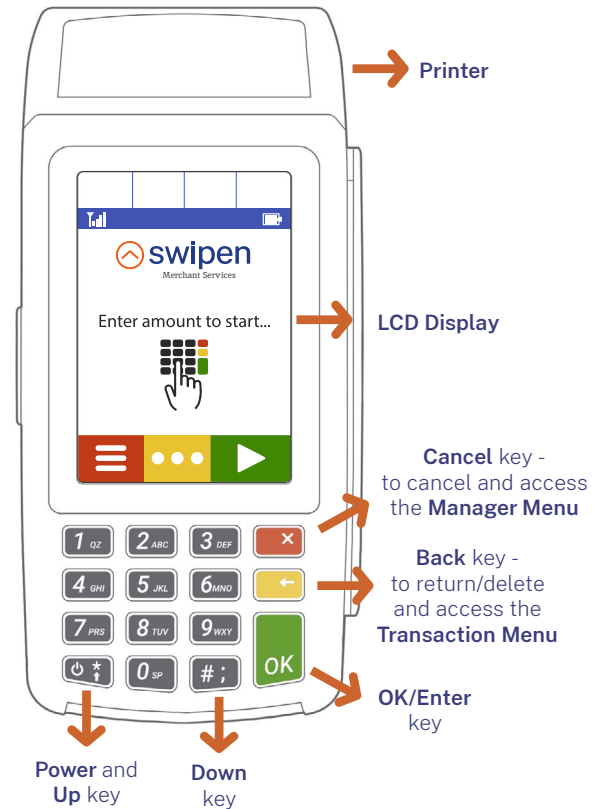 Printer
swipen
Merchant Services
Enter amount to start...
LCD Display
Cancel key -
to cancel and access
the Manager Menu
1 QZ 2 ABC 3 DEF ×
Back key -
to return/delete
and access the
Transaction Menu
4 GHI 5 JKL 6 MNO ←
7 PRS 8 TUV 9 WXY
* 0 SP # ; OK
OK/Enter
key
Power and
Up key
Down
key